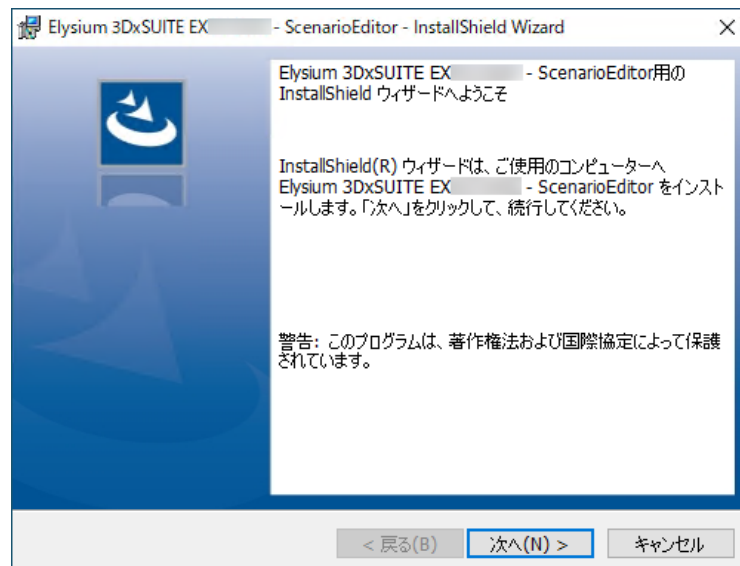 Elysium 3DxSUITE EX - ScenarioEditor - InstallShield Wizard
Elysium 3DxSUITE EX - ScenarioEditor用の
InstallShield ウィザードへようこそ
InstallShield(R) ウィザードは、ご使用のコンピューターへ
Elysium 3DxSUITE EX - ScenarioEditor をインスト
ールします。「次へ」をクリックして、続行してください。
警告: このプログラムは、著作権法および国際協定によって保護
されています。
< 戻る(B)
次へ(N) >
キャンセル